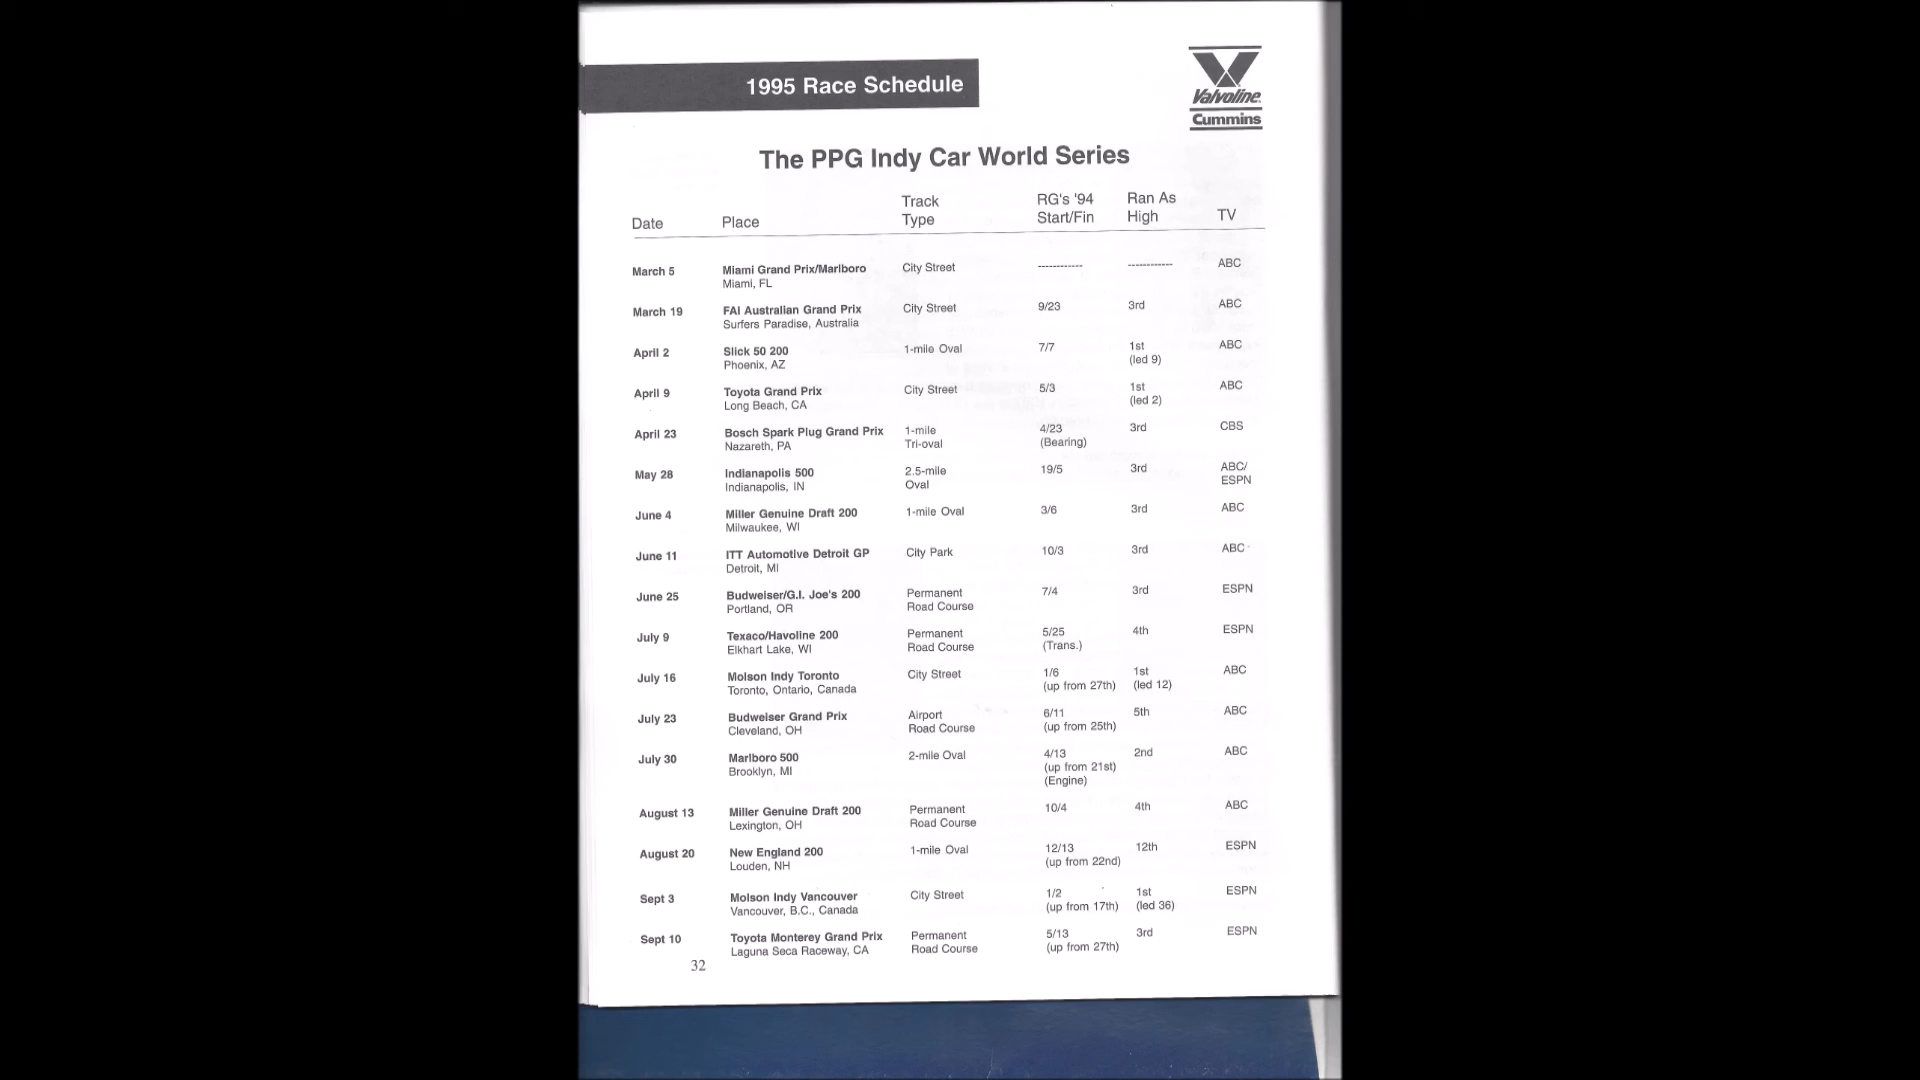 1995 Race Schedule
Valvoline
Cummins
The PPG Indy Car World Series
Date Place Track Type RG's '94 Start/Fin Ran As High TV
March 5 Miami Grand Prix/Marlboro City Street ------------ ------------ ABC
Miami, FL
March 19 FAI Australian Grand Prix City Street 9/23 3rd ABC
Surfers Paradise, Australia
April 2 Slick 50 200 1-mile Oval 7/7 1st ABC
Phoenix, AZ (led 9)
April 9 Toyota Grand Prix City Street 5/3 1st ABC
Long Beach, CA (led 2)
April 23 Bosch Spark Plug Grand Prix 1-mile 4/23 3rd CBS
Nazareth, PA Tri-oval (Bearing)
May 28 Indianapolis 500 2.5-mile 19/5 3rd ABC/
Indianapolis, IN Oval ESPN
June 4 Miller Genuine Draft 200 1-mile Oval 3/6 3rd ABC
Milwaukee, WI
June 11 ITT Automotive Detroit GP City Park 10/3 3rd ABC
Detroit, MI
June 25 Budweiser/G.I. Joe's 200 Permanent 7/4 3rd ESPN
Portland, OR Road Course
July 9 Texaco/Havoline 200 Permanent 5/25 4th ESPN
Elkhart Lake, WI Road Course (Trans.)
July 16 Molson Indy Toronto City Street 1/6 1st ABC
Toronto, Ontario, Canada (up from 27th) (led 12)
July 23 Budweiser Grand Prix Airport 6/11 5th ABC
Cleveland, OH Road Course (up from 25th)
July 30 Marlboro 500 2-mile Oval 4/13 2nd ABC
Brooklyn, MI (up from 21st)
(Engine)
August 13 Miller Genuine Draft 200 Permanent 10/4 4th ABC
Lexington, OH Road Course
August 20 New England 200 1-mile Oval 12/13 12th ESPN
Louden, NH (up from 22nd)
Sept 3 Molson Indy Vancouver City Street 1/2 1st ESPN
Vancouver, B.C., Canada (up from 17th) (led 36)
Sept 10 Toyota Monterey Grand Prix Permanent 5/13 3rd ESPN
Laguna Seca Raceway, CA Road Course (up from 27th)
32